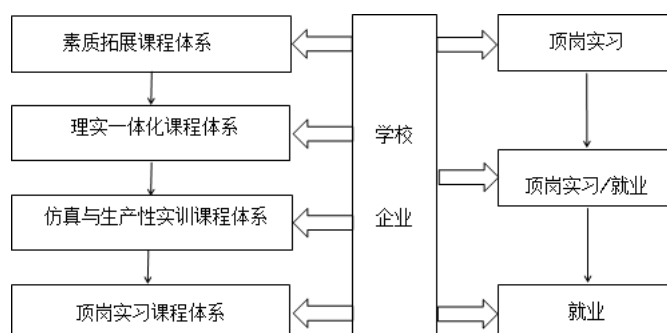 素质拓展课程体系
理实一体化课程体系
仿真与生产性实训课程体系
顶岗实习课程体系
学校
企业
顶岗实习
顶岗实习/就业
就业